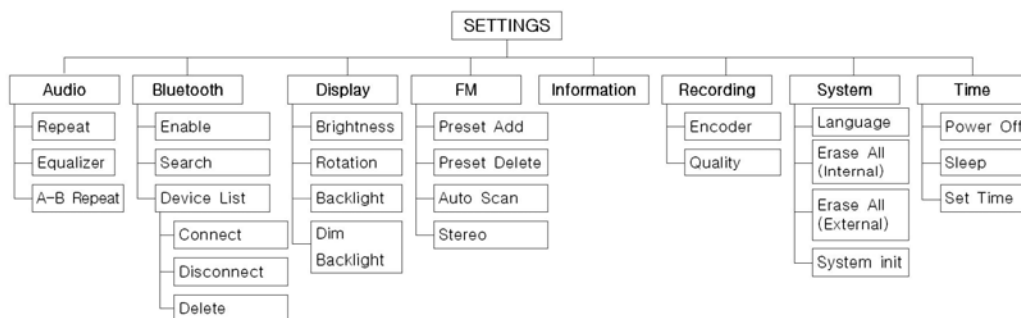 SETTINGS
Audio
Repeat
Equalizer
A-B Repeat
Bluetooth
Enable
Search
Device List
Connect
Disconnect
Delete
Display
Brightness
Rotation
Backlight
Dim
Backlight
FM
Preset Add
Preset Delete
Auto Scan
Stereo
Information
Recording
Encoder
Quality
System
Language
Erase All
(Internal)
Erase All
(External)
System init
Time
Power Off
Sleep
Set Time